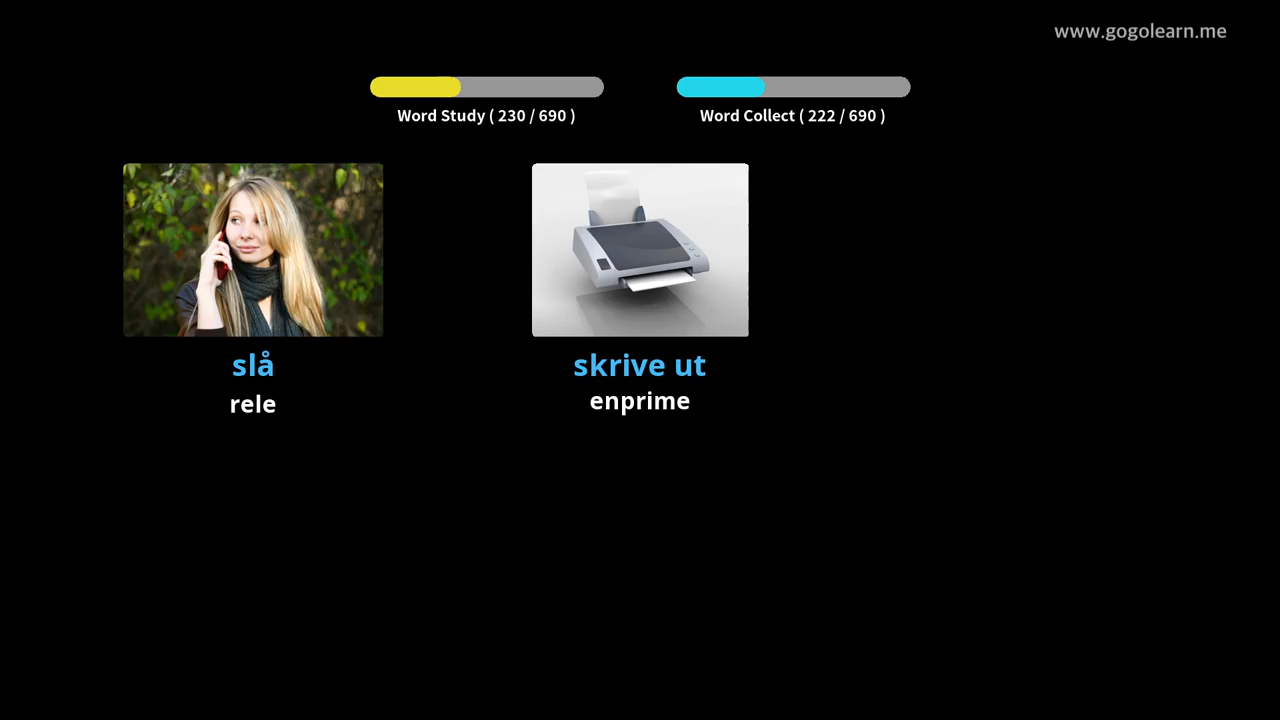 www.gogolearn.me
Word Study ( 230 / 690 )
Word Collect ( 222 / 690 )
slå
rele
skrive ut
enprime